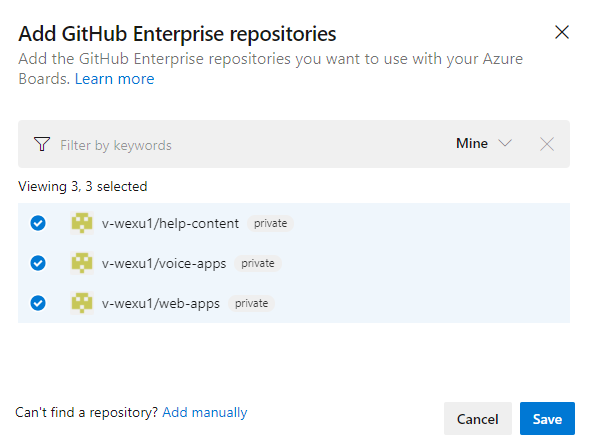 Add GitHub Enterprise repositories
Add the GitHub Enterprise repositories you want to use with your Azure
Boards. Learn more
Filter by keywords
Mine
Viewing 3, 3 selected
v-wexu1/help-content private
v-wexu1/voice-apps private
v-wexu1/web-apps private
Can't find a repository? Add manually
Cancel
Save